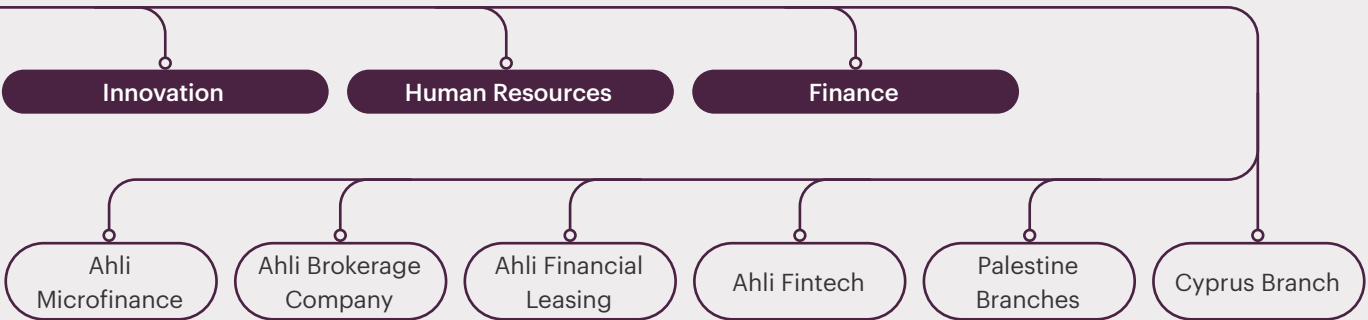 Innovation
Human Resources
Finance
Ahli
Microfinance
Ahli Brokerage
Company
Ahli Financial
Leasing
Ahli Fintech
Palestine
Branches
Cyprus Branch